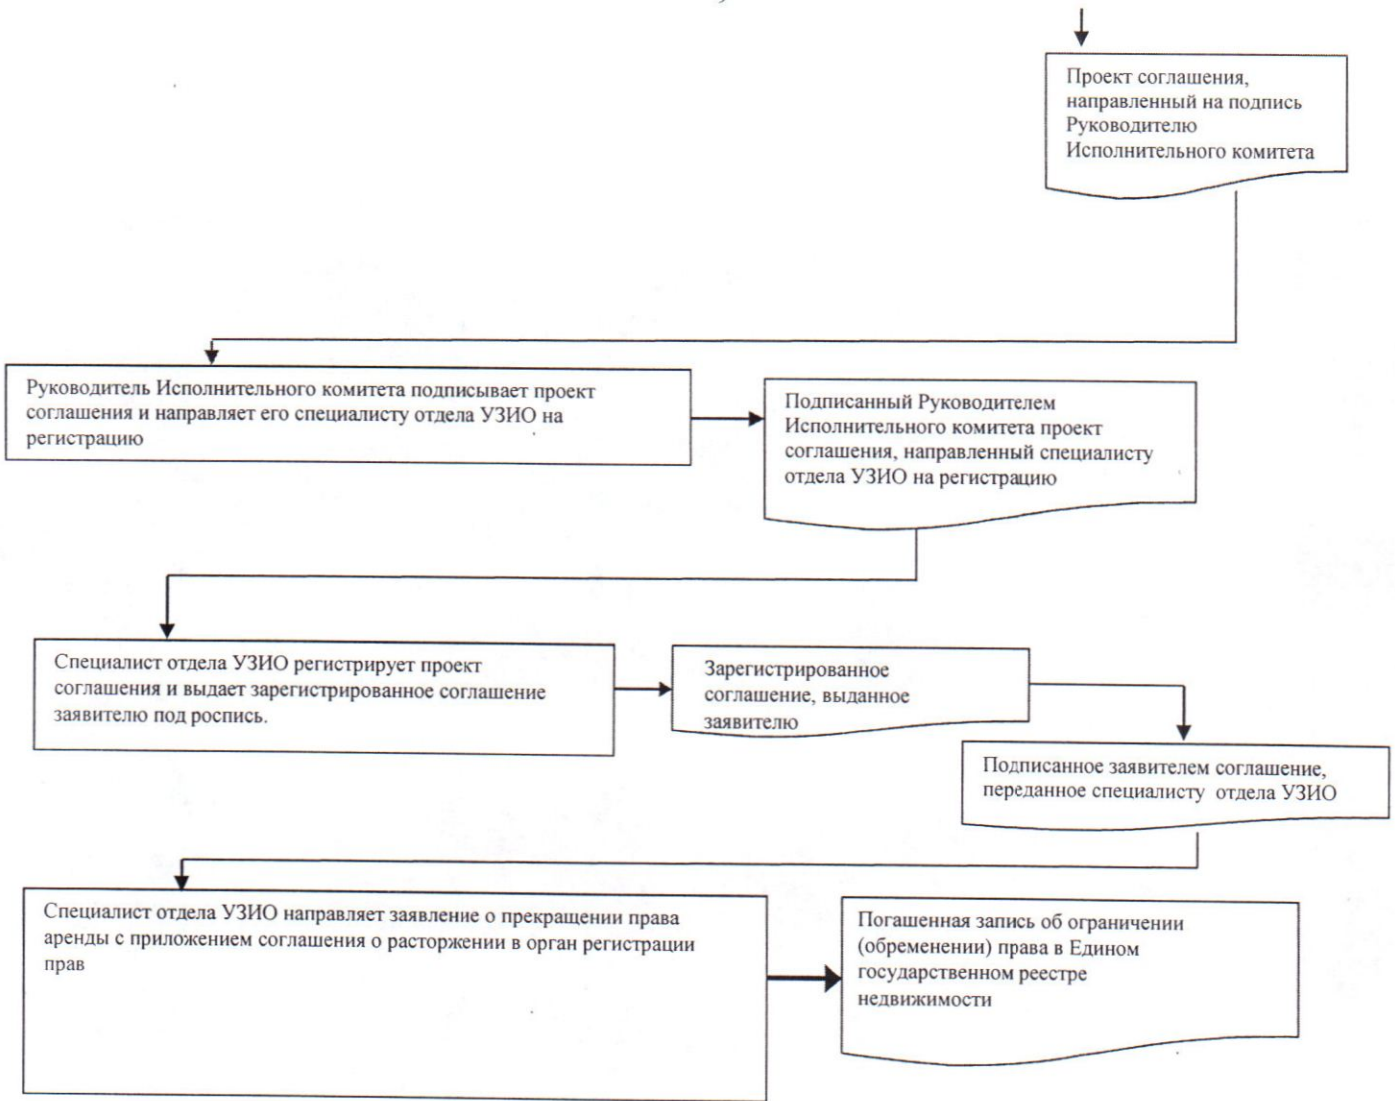 Проект соглашения,
направленный на подпись
Руководителю
Исполнительного комитета
Руководитель Исполнительного комитета подписывает проект
соглашения и направляет его специалисту отдела УЗИО на
регистрацию
Подписанный Руководителем
Исполнительного комитета проект
соглашения, направленный специалисту
отдела УЗИО на регистрацию
Специалист отдела УЗИО регистрирует проект
соглашения и выдает зарегистрированное соглашение
заявителю под роспись.
Зарегистрированное
соглашение, выданное
заявителю
Подписанное заявителем соглашение,
переданное специалисту отдела УЗИО
Специалист отдела УЗИО направляет заявление о прекращении права
аренды с приложением соглашения о расторжении в орган регистрации
прав
Погашенная запись об ограничении
(обременении) права в Едином
государственном реестре
недвижимости